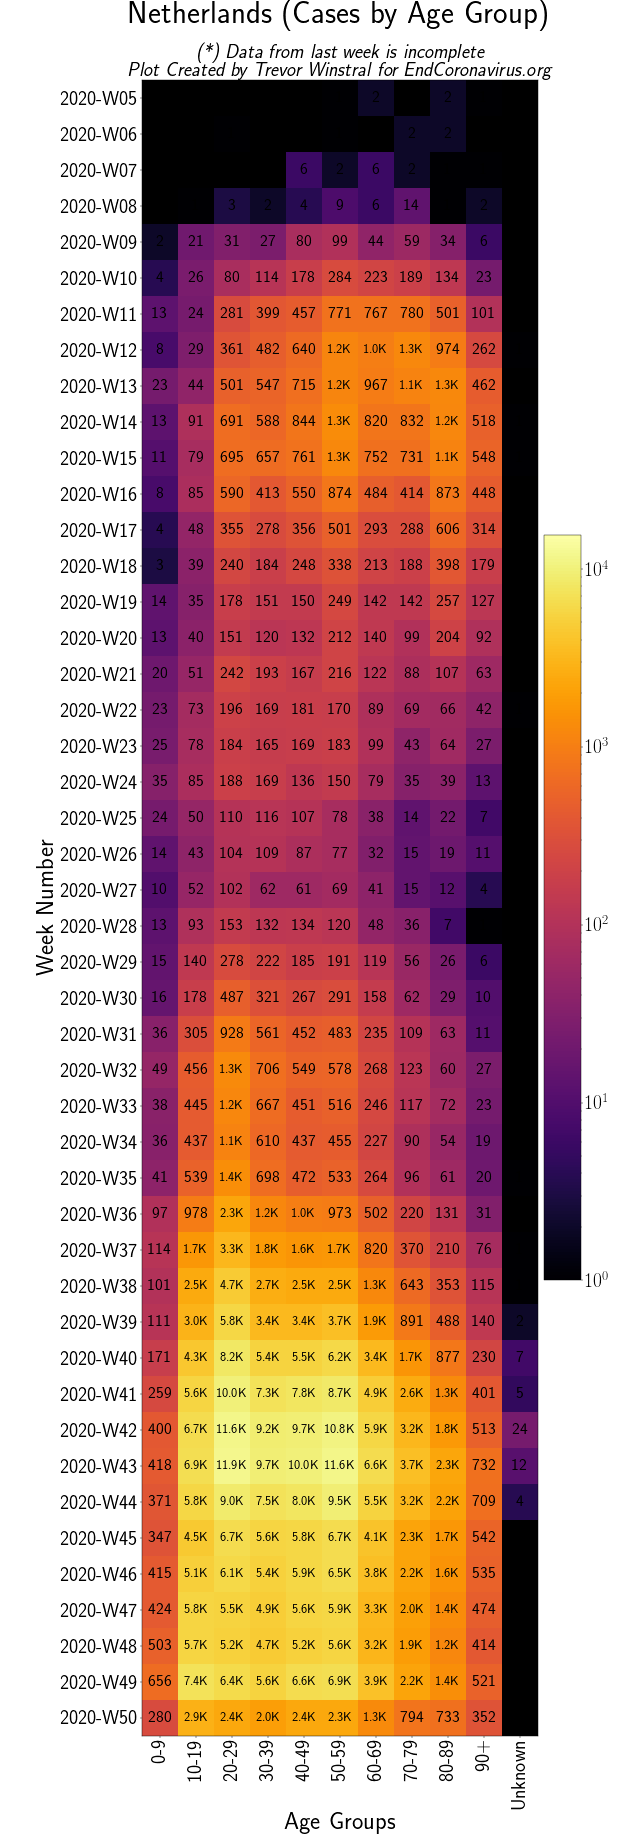 Netherlands (Cases by Age Group)
(*) Data from last week is incomplete
Plot Created by Trevor Winstral for EndCoronavirus.org
2020-W05 2 2
2020-W06 2 2
2020-W07 6 2 6 2
2020-W08 3 2 4 9 6 14 2
2020-W09 2 21 31 27 80 99 44 59 34 6
2020-W10 4 26 80 114 178 284 223 189 134 23
2020-W11 13 24 281 399 457 771 767 780 501 101
2020-W12 8 29 361 482 640 1.2K 1.0K 1.3K 974 262
2020-W13 23 44 501 547 715 1.2K 967 1.1K 1.3K 462
2020-W14 13 91 691 588 844 1.3K 820 832 1.2K 518
2020-W15 11 79 695 657 761 1.3K 752 731 1.1K 548
2020-W16 8 85 590 413 550 874 484 414 873 448
2020-W17 4 48 355 278 356 501 293 288 606 314
2020-W18 3 39 240 184 248 338 213 188 398 179
2020-W19 14 35 178 151 150 249 142 142 257 127
2020-W20 13 40 151 120 132 212 140 99 204 92
2020-W21 20 51 242 193 167 216 122 88 107 63
2020-W22 23 73 196 169 181 170 89 69 66 42
2020-W23 25 78 184 165 169 183 99 43 64 27
2020-W24 35 85 188 169 136 150 79 35 39 13
2020-W25 24 50 110 116 107 78 38 14 22 7
2020-W26 14 43 104 109 87 77 32 15 19 11
2020-W27 10 52 102 62 61 69 41 15 12 4
2020-W28 13 93 153 132 134 120 48 36 7
2020-W29 15 140 278 222 185 191 119 56 26 6
2020-W30 16 178 487 321 267 291 158 62 29 10
2020-W31 36 305 928 561 452 483 235 109 63 11
2020-W32 49 456 1.3K 706 549 578 268 123 60 27
2020-W33 38 445 1.2K 667 451 516 246 117 72 23
2020-W34 36 437 1.1K 610 437 455 227 90 54 19
2020-W35 41 539 1.4K 698 472 533 264 96 61 20
2020-W36 97 978 2.3K 1.2K 1.0K 973 502 220 131 31
2020-W37 114 1.7K 3.3K 1.8K 1.6K 1.7K 820 370 210 76
2020-W38 101 2.5K 4.7K 2.7K 2.5K 2.5K 1.3K 643 353 115
2020-W39 111 3.0K 5.8K 3.4K 3.4K 3.7K 1.9K 891 488 140 2
2020-W40 171 4.3K 8.2K 5.4K 5.5K 6.2K 3.4K 1.7K 877 230 7
2020-W41 259 5.6K 10.0K 7.3K 7.8K 8.7K 4.9K 2.6K 1.3K 401 5
2020-W42 400 6.7K 11.6K 9.2K 9.7K 10.8K 5.9K 3.2K 1.8K 513 24
2020-W43 418 6.9K 11.9K 9.7K 10.0K 11.6K 6.6K 3.7K 2.3K 732 12
2020-W44 371 5.8K 9.0K 7.5K 8.0K 9.5K 5.5K 3.2K 2.2K 709 4
2020-W45 347 4.5K 6.7K 5.6K 5.8K 6.7K 4.1K 2.3K 1.7K 542
2020-W46 415 5.1K 6.1K 5.4K 5.9K 6.5K 3.8K 2.2K 1.6K 535
2020-W47 424 5.8K 5.5K 4.9K 5.6K 5.9K 3.3K 2.0K 1.4K 474
2020-W48 503 5.7K 5.2K 4.7K 5.2K 5.6K 3.2K 1.9K 1.2K 414
2020-W49 656 7.4K 6.4K 5.6K 6.6K 6.9K 3.9K 2.2K 1.4K 521
2020-W50 280 2.9K 2.4K 2.0K 2.4K 2.3K 1.3K 794 733 352
0-9 10-19 20-29 30-39 40-49 50-59 60-69 70-79 80-89 90+ Unknown
Age Groups
Week Number
10⁴
10³
10²
10¹
10⁰